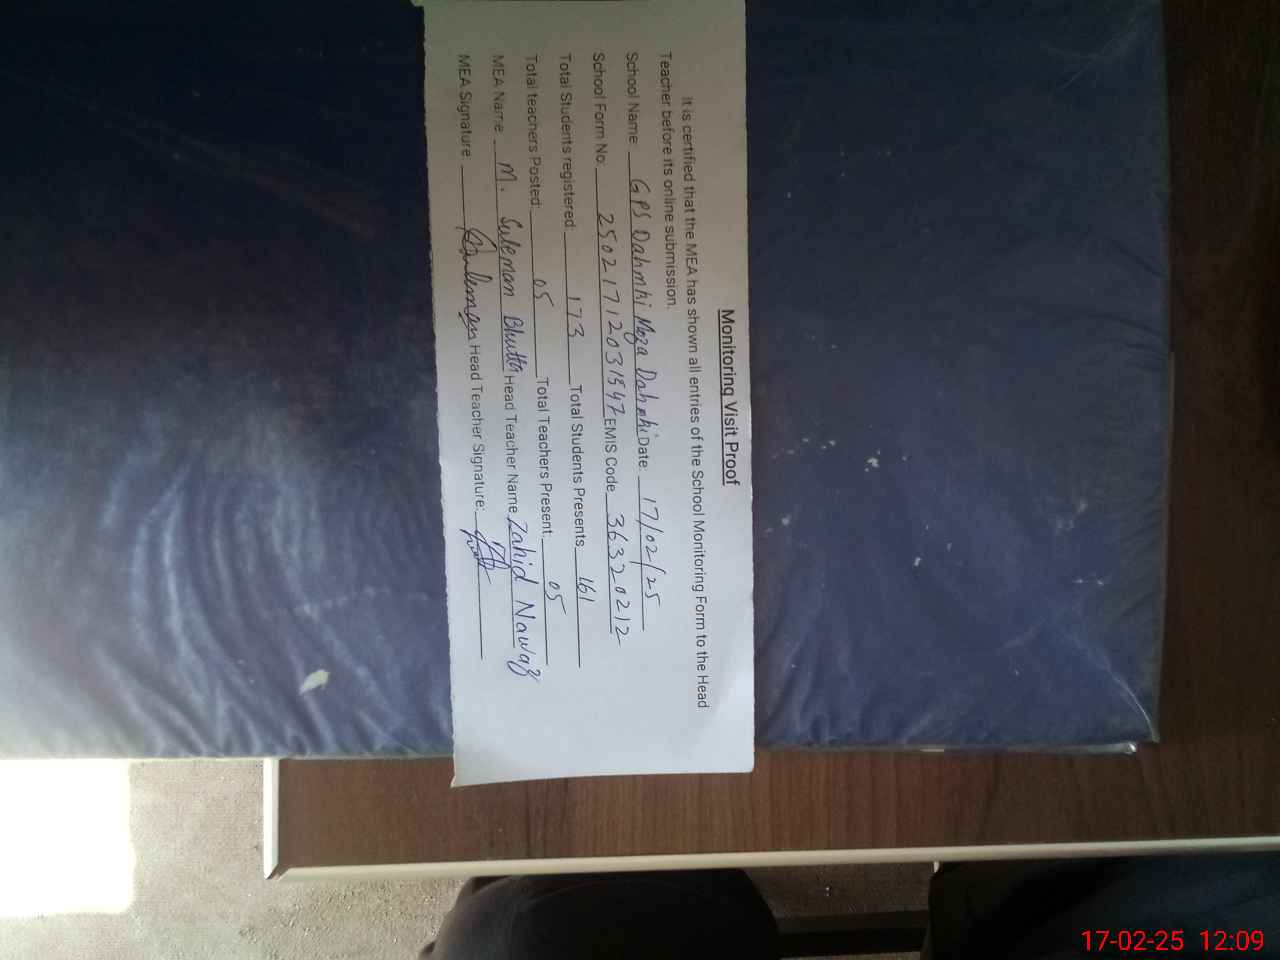 Monitoring Visit Proof
It is certified that the MEA has shown all entries of the School Monitoring Form to the Head
Teacher before its online submission.
School Name: GPS Dahmki Moza Dahmki Date: 17/02/25
School Form No: 25021712031547 EMIS Code 36320212
Total Students registered: 173 Total Students Presents 161
Total teachers Posted: 05 Total Teachers Present: 05
MEA Name: M. Suleman Bhutta Head Teacher Name Zahid Nawaz
MEA Signature: Suleman Head Teacher Signature:
17-02-25 12:09